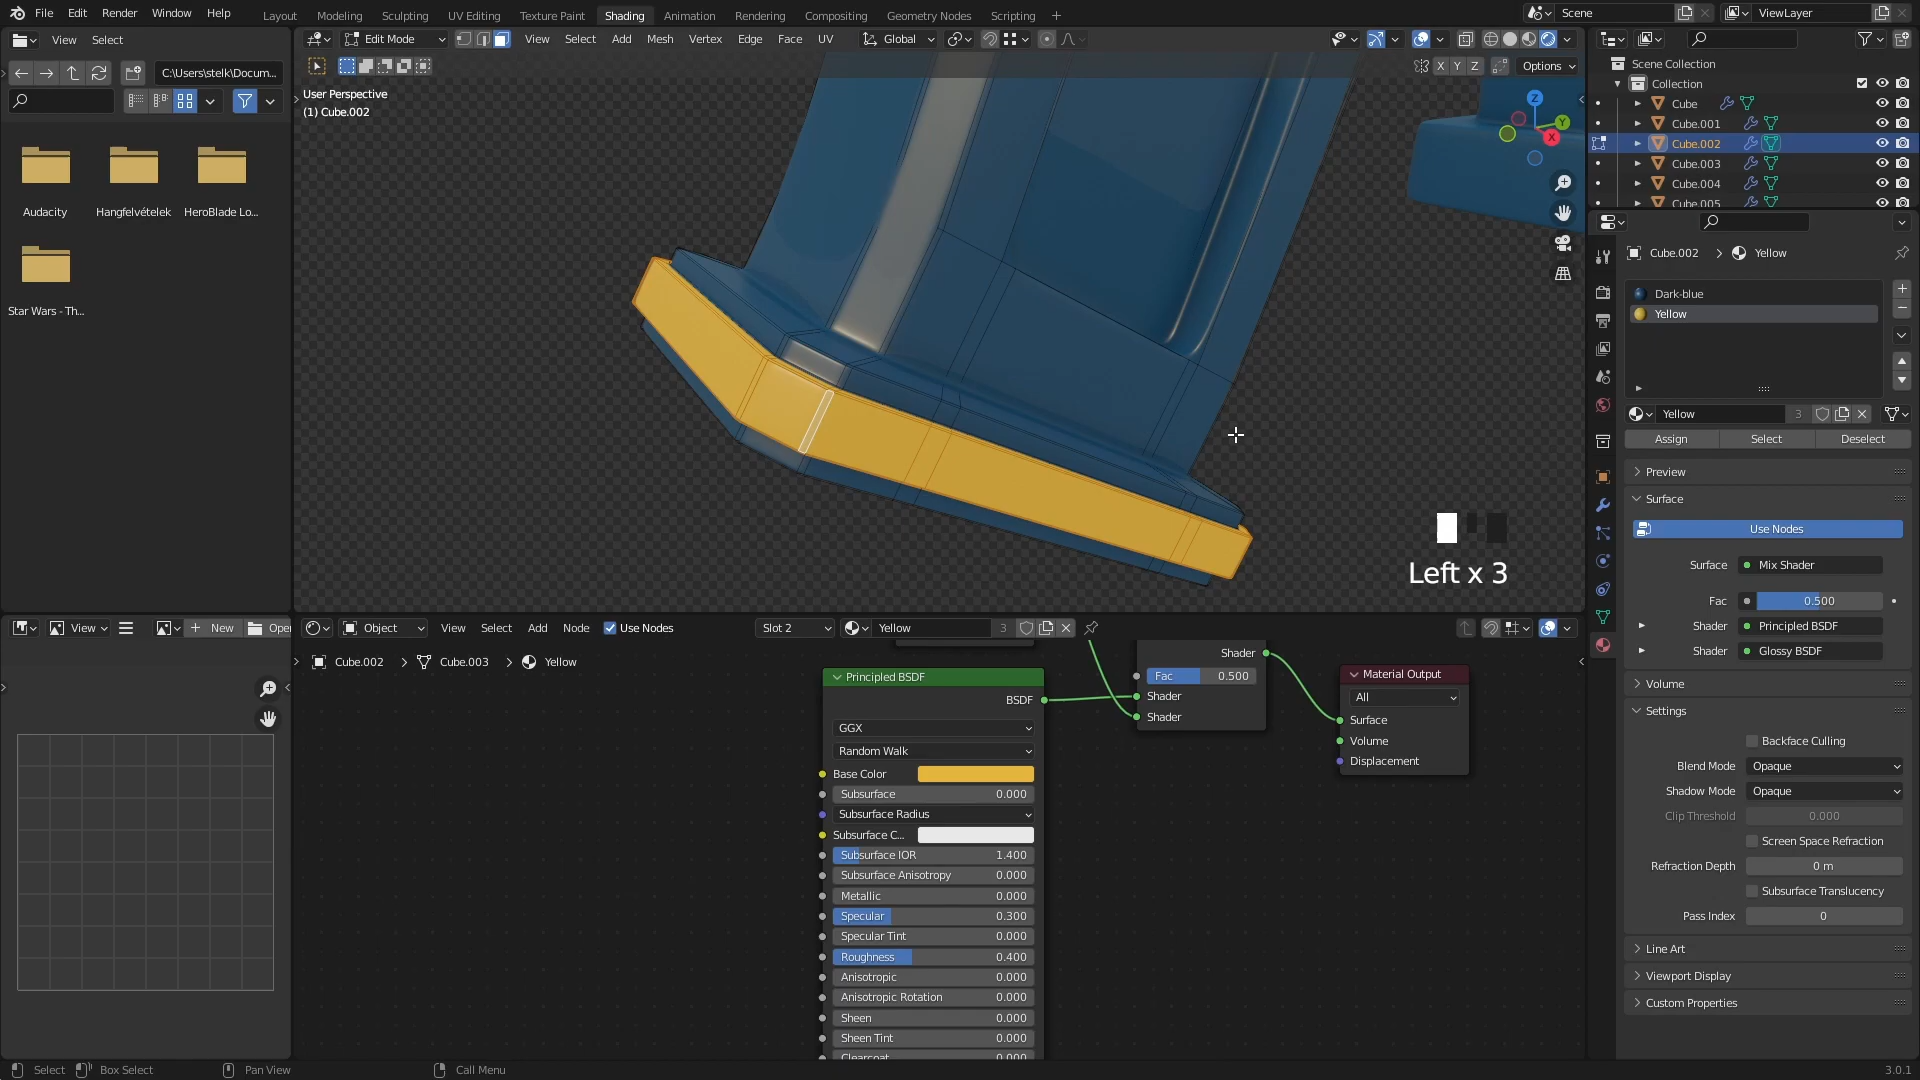 File Edit Render Window Help
Layout Modeling Sculpting UV Editing Texture Paint Shading Animation Rendering Compositing Geometry Nodes Scripting +
Scene
ViewLayer
View Select
Edit Mode
View Select Add Mesh Vertex Edge Face UV
Global
C:\Users\stelk\Docum...
X Y Z
Options
User Perspective
(1) Cube.002
Audacity
Hangfelvételek
HeroBlade Lo...
Star Wars - Th...
Z
Y
X
Left x 3
Scene Collection
Collection
Cube
Cube.001
Cube.002
Cube.003
Cube.004
Cube.005
Cube.002 > Yellow
Dark-blue
Yellow
Yellow 3
Assign Select Deselect
Preview
Surface
Use Nodes
Surface Mix Shader
Fac 0.500
Shader Principled BSDF
Shader Glossy BSDF
Volume
Settings
Backface Culling
Blend Mode Opaque
Shadow Mode Opaque
Clip Threshold 0.000
Screen Space Refraction
Refraction Depth 0 m
Subsurface Translucency
Pass Index 0
Line Art
Viewport Display
Custom Properties
View
New
Oper
Object
View Select Add Node Use Nodes
Slot 2
Yellow 3
Cube.002 > Cube.003 > Yellow
Principled BSDF
BSDF
GGX
Random Walk
Base Color
Subsurface 0.000
Subsurface Radius
Subsurface C...
Subsurface IOR 1.400
Subsurface Anisotropy 0.000
Metallic 0.000
Specular 0.300
Specular Tint 0.000
Roughness 0.400
Anisotropic 0.000
Anisotropic Rotation 0.000
Sheen 0.000
Sheen Tint 0.000
Clearcoat 0.000
Shader
Fac 0.500
Shader
Shader
Material Output
All
Surface
Volume
Displacement
Select
Box Select
Pan View
Call Menu
3.0.1